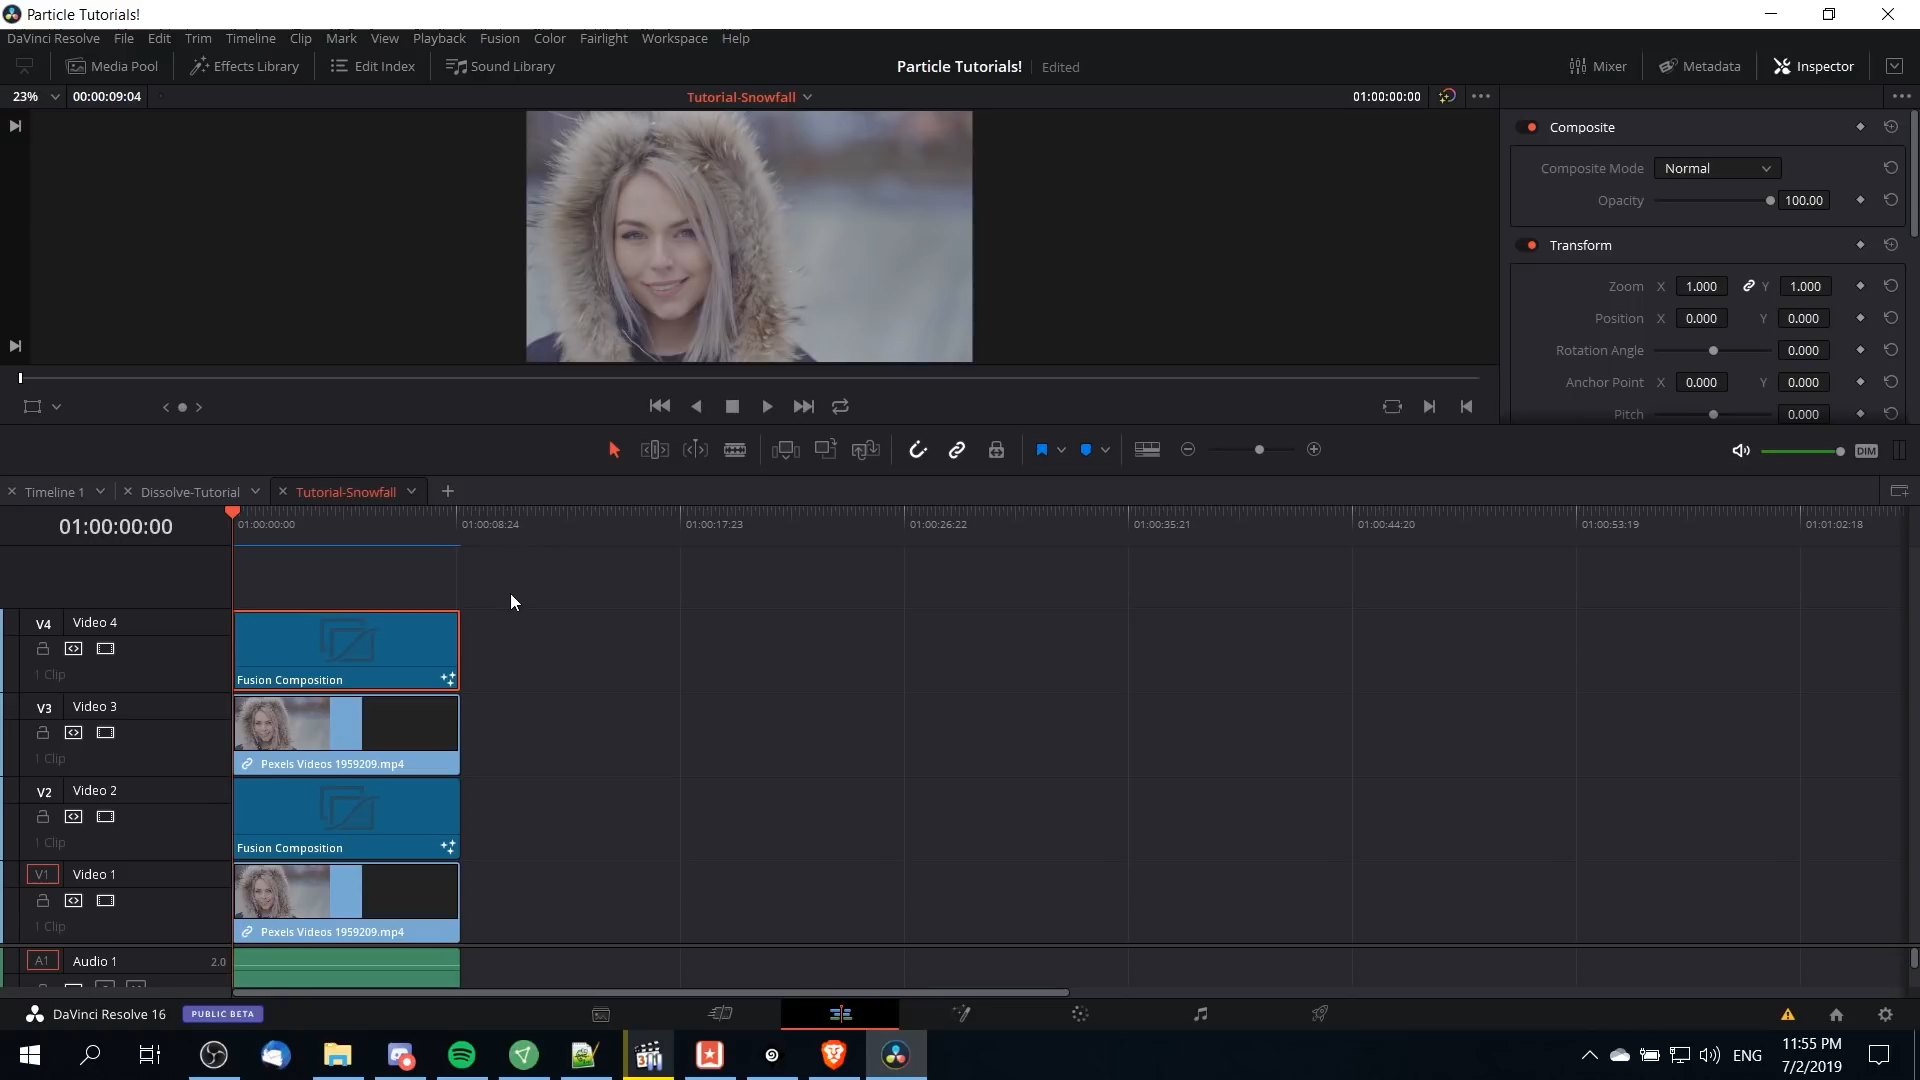 Particle Tutorials!
DaVinci Resolve File Edit Trim Timeline Clip Mark View Playback Fusion Color Fairlight Workspace Help
Media Pool Effects Library Edit Index Sound Library Particle Tutorials! Edited Mixer Metadata Inspector
23% 00:00:09:04 Tutorial-Snowfall 01:00:00:00
Composite
Composite Mode Normal
Opacity 100.00
Transform
Zoom X 1.000 Y 1.000
Position X 0.000 Y 0.000
Rotation Angle 0.000
Anchor Point X 0.000 Y 0.000
Pitch 0.000
DIM
Timeline 1 Dissolve-Tutorial Tutorial-Snowfall
01:00:00:00 01:00:00:00 01:00:08:24 01:00:17:23 01:00:26:22 01:00:35:21 01:00:44:20 01:00:53:19 01:01:02:18
V4 Video 4
1 Clip
Fusion Composition
V3 Video 3
1 Clip
Pexels Videos 1959209.mp4
V2 Video 2
1 Clip
Fusion Composition
V1 Video 1
1 Clip
Pexels Videos 1959209.mp4
A1 Audio 1 2.0
DaVinci Resolve 16 PUBLIC BETA
ENG 11:55 PM
7/2/2019